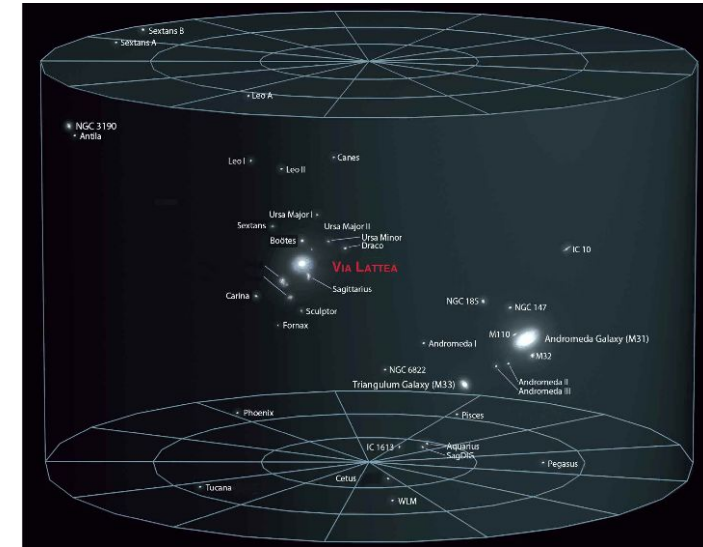 Sextans B
Sextans A
Leo A
NGC 3190
Antila
Leo I
Canes
Leo II
Ursa Major I
Sextans
Ursa Major II
Boötes
Ursa Minor
Draco
IC 10
VIA LATTEA
Sagittarius
Carina
NGC 185
NGC 147
Sculptor
Fornax
M110
Andromeda Galaxy (M31)
Andromeda I
M32
NGC 6822
Andromeda II
Triangulum Galaxy (M33)
Andromeda III
Phoenix
Pisces
IC 1613
Aquarius
SagDIG
Pegasus
Cetus
Tucana
WLM